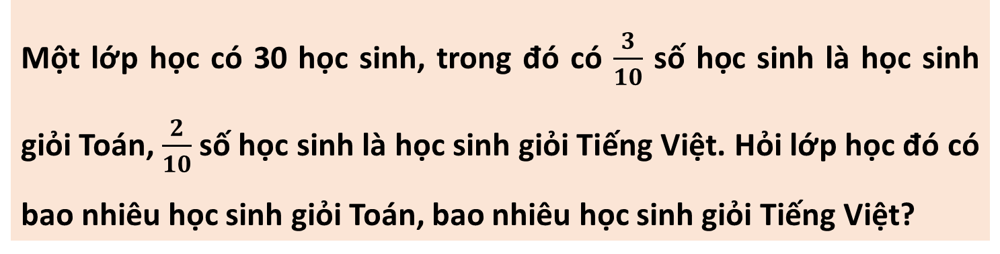 Một lớp học có 30 học sinh, trong đó có 3/10 số học sinh là học sinh
giỏi Toán, 2/10 số học sinh là học sinh giỏi Tiếng Việt. Hỏi lớp học đó có
bao nhiêu học sinh giỏi Toán, bao nhiêu học sinh giỏi Tiếng Việt?